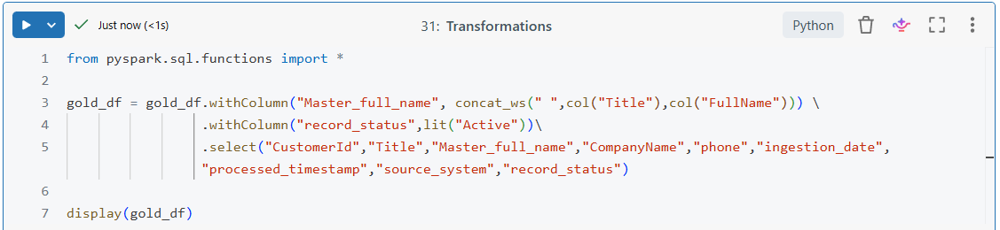 Just now (<1s)
31: Transformations
Python
1 from pyspark.sql.functions import *
2
3 gold_df = gold_df.withColumn("Master_full_name", concat_ws(" ",col("Title"),col("FullName"))) \
4 .withColumn("record_status",lit("Active"))\
5 .select("CustomerId","Title","Master_full_name","CompanyName","phone","ingestion_date",
"processed_timestamp","source_system","record_status")
6
7 display(gold_df)